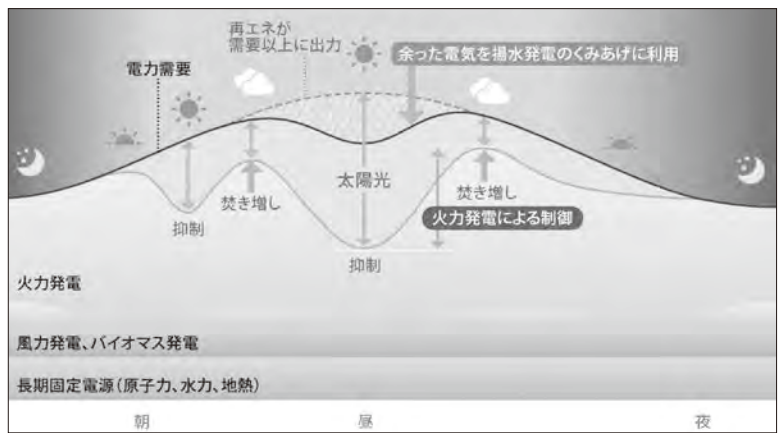 再エネが
需要以上に出力
余った電気を揚水発電のくみあげに利用
電力需要
太陽光
焚き増し
焚き増し
抑制
火力発電による制御
抑制
火力発電
風力発電、バイオマス発電
長期固定電源(原子力、水力、地熱)
朝
昼
夜